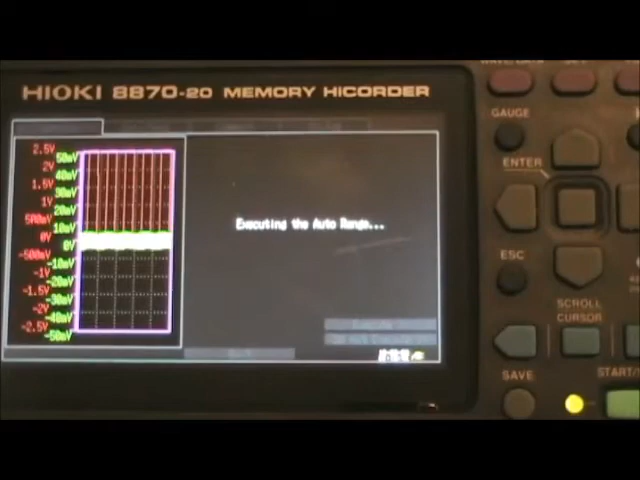 HIOKI 8870-20 MEMORY HiCORDER
GAUGE
ENTER
ESC
SCROLL
CURSOR
SAVE
START/
Executing the Auto Range...
2.5V
50mV
2V
40mV
1.5V
30mV
1V
20mV
500mV
10mV
0V
0V
-500mV
-10mV
-1V
-20mV
-1.5V
-30mV
-2V
-40mV
-2.5V
-50mV